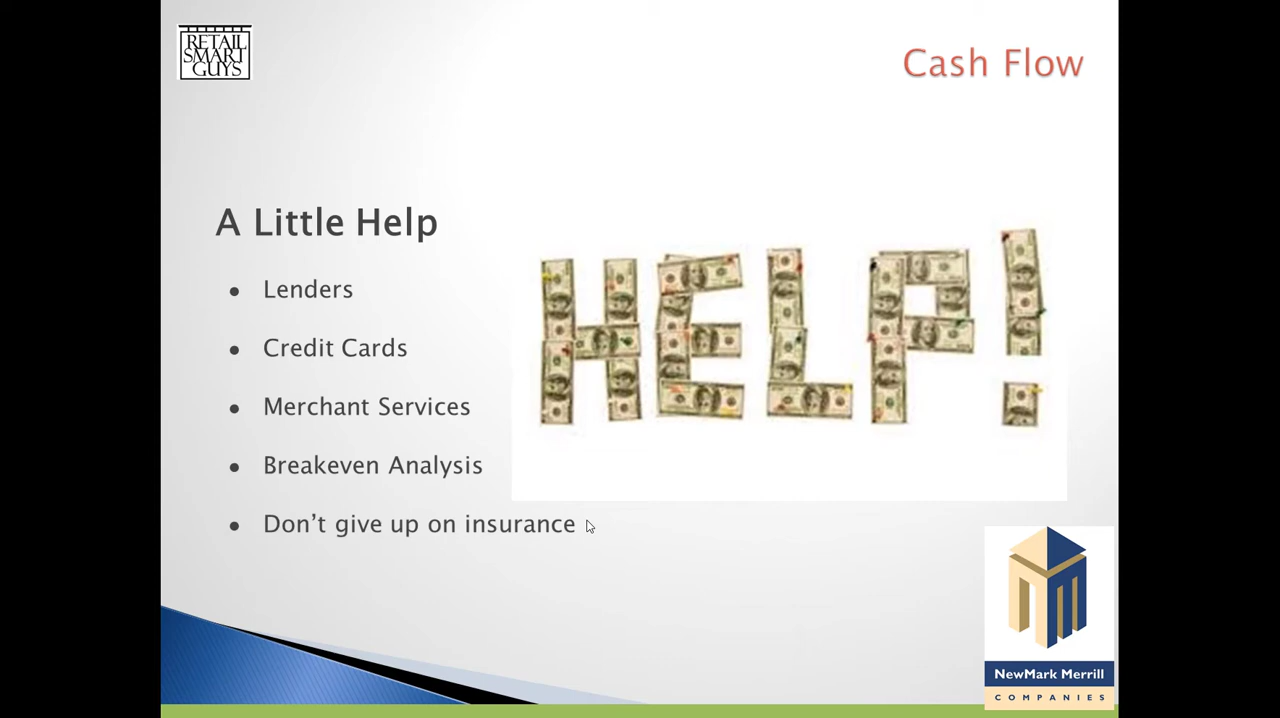 RETAIL
SMART
GUYS
Cash Flow
A Little Help
HELP!
• Lenders
• Credit Cards
• Merchant Services
• Breakeven Analysis
• Don’t give up on insurance
NewMark Merrill
COMPANIES